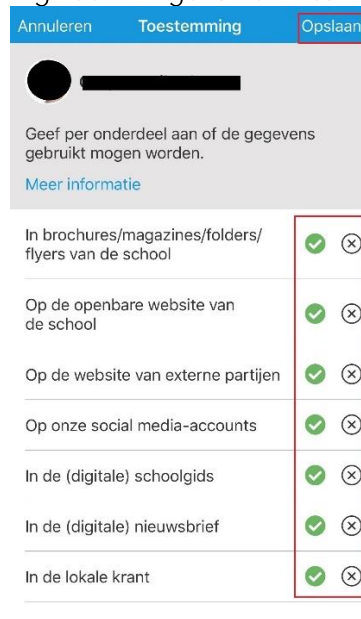 Annuleren Toestemming Opslaan
Geef per onderdeel aan of de gegevens
gebruikt mogen worden.
Meer informatie
In brochures/magazines/folders/
flyers van de school
Op de openbare website van
de school
Op de website van externe partijen
Op onze social media-accounts
In de (digitale) schoolgids
In de (digitale) nieuwsbrief
In de lokale krant